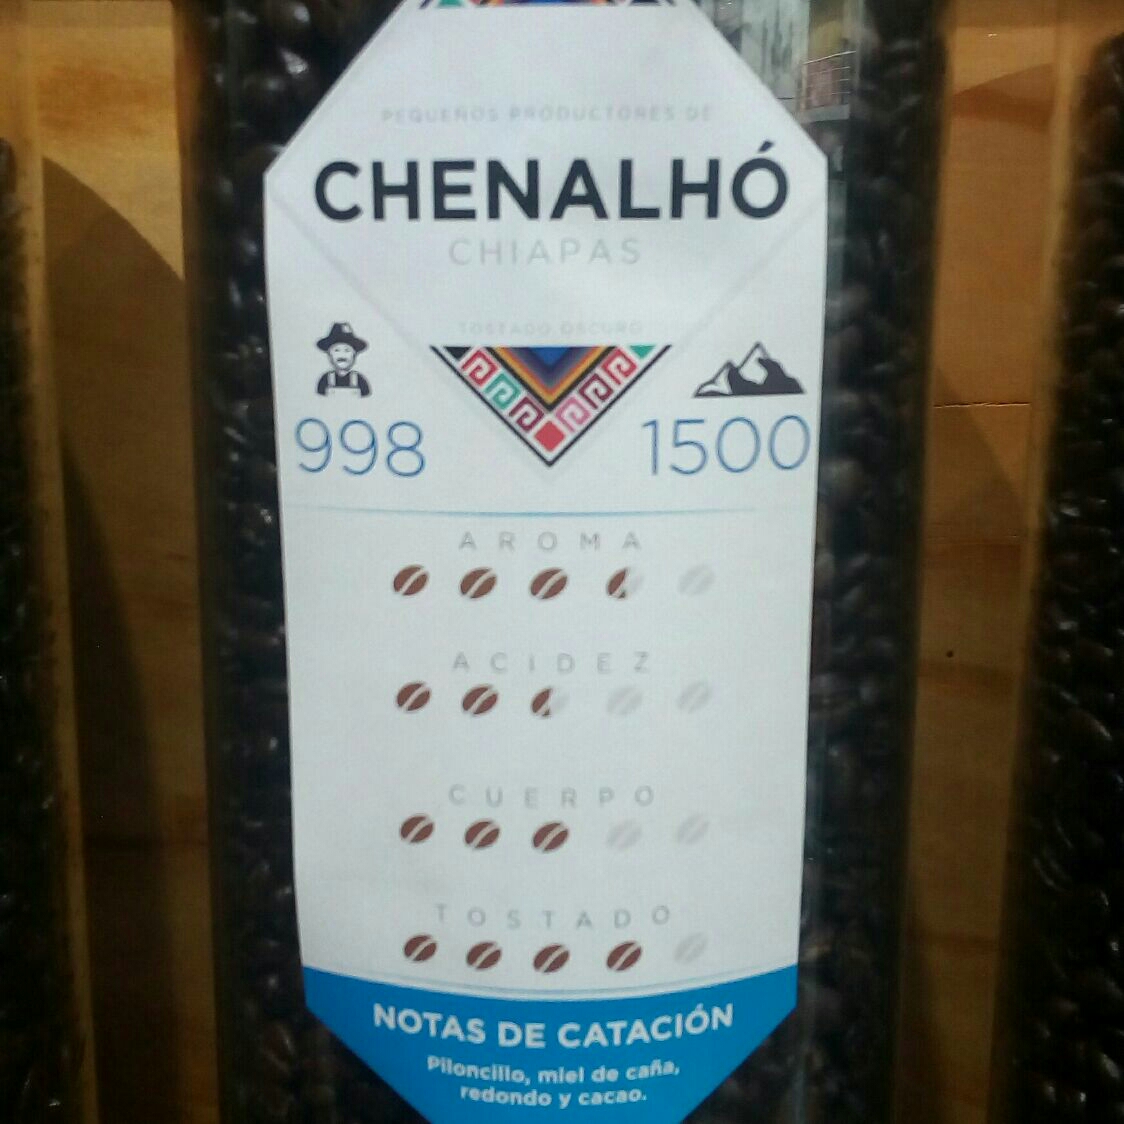 PEQUEÑOS PRODUCTORES DE
CHENALHÓ
CHIAPAS
TOSTADO OSCURO
998
1500
AROMA
ACIDEZ
CUERPO
TOSTADO
NOTAS DE CATACIÓN
Piloncillo, miel de caña,
redondo y cacao.